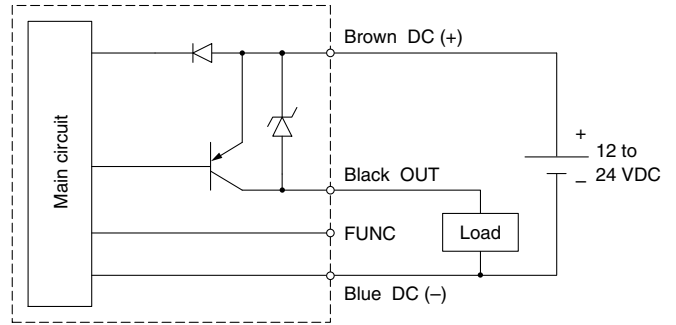 Brown DC (+)
Main circuit
+
12 to
− 24 VDC
Black OUT
FUNC
Load
Blue DC (−)